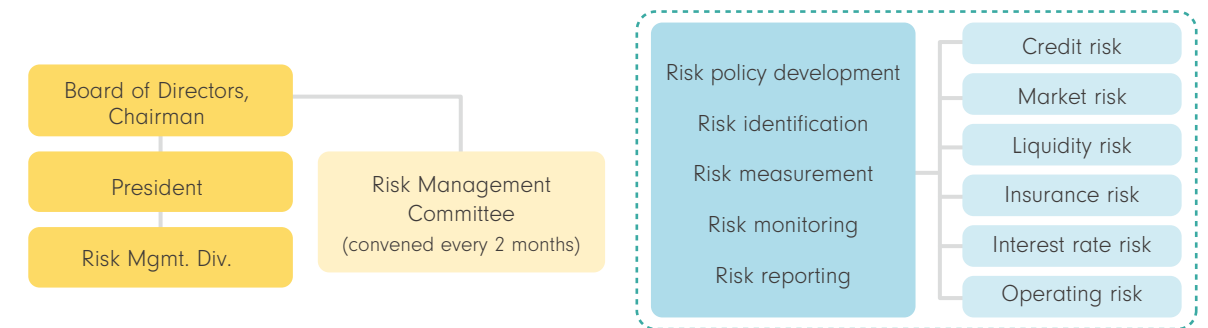 Board of Directors,
Chairman
President
Risk Mgmt. Div.
Risk Management
Committee
(convened every 2 months)
Risk policy development
Risk identification
Risk measurement
Risk monitoring
Risk reporting
Credit risk
Market risk
Liquidity risk
Insurance risk
Interest rate risk
Operating risk